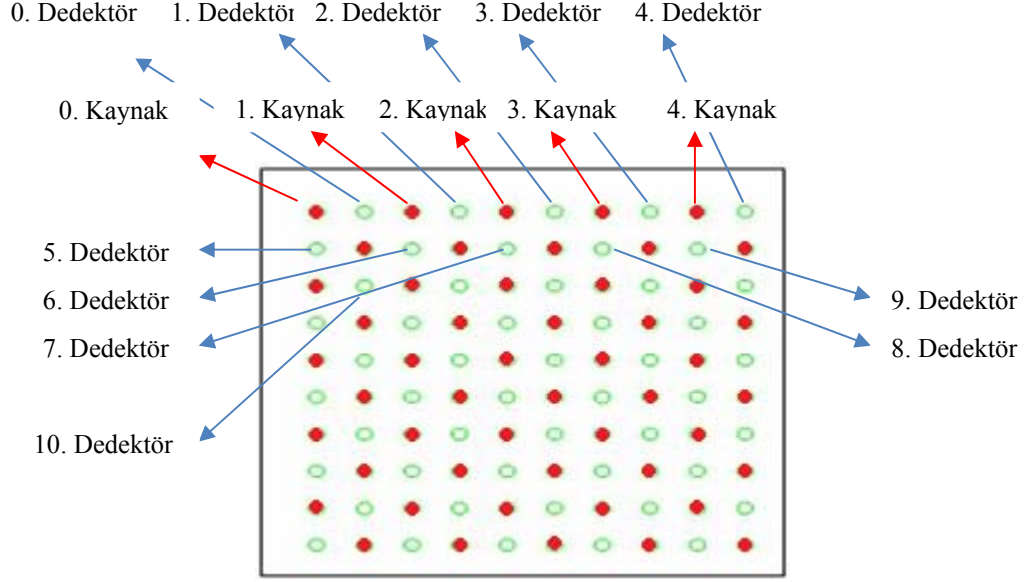 0. Dedektör 1. Dedektör 2. Dedektör 3. Dedektör 4. Dedektör
0. Kaynak 1. Kaynak 2. Kaynak 3. Kaynak 4. Kaynak
5. Dedektör
6. Dedektör 9. Dedektör
7. Dedektör 8. Dedektör
10. Dedektör